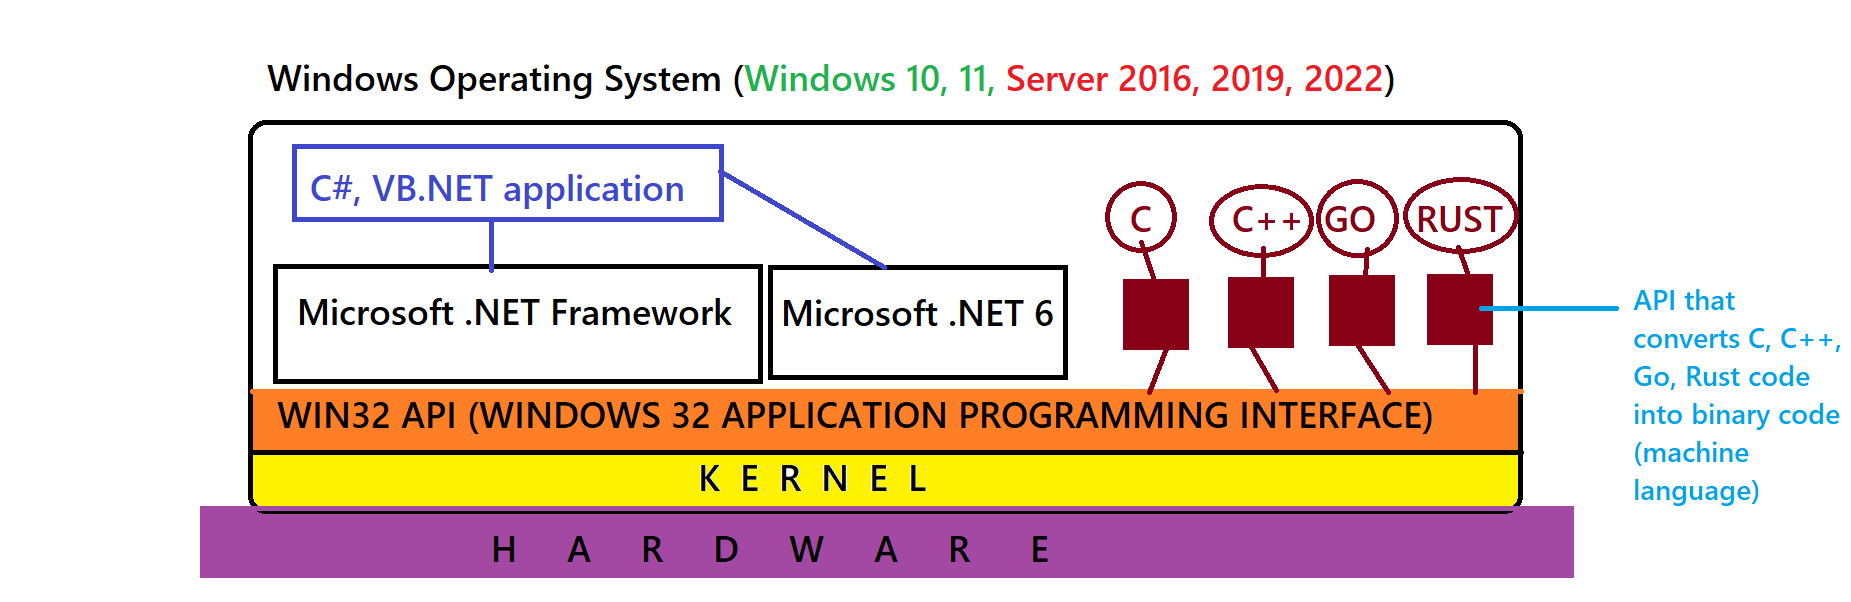 Windows Operating System (Windows 10, 11, Server 2016, 2019, 2022)
C#, VB.NET application
C
C++
GO
RUST
Microsoft .NET Framework
Microsoft .NET 6
API that
converts C, C++,
Go, Rust code
into binary code
(machine
language)
WIN32 API (WINDOWS 32 APPLICATION PROGRAMMING INTERFACE)
K E R N E L
H A R D W A R E